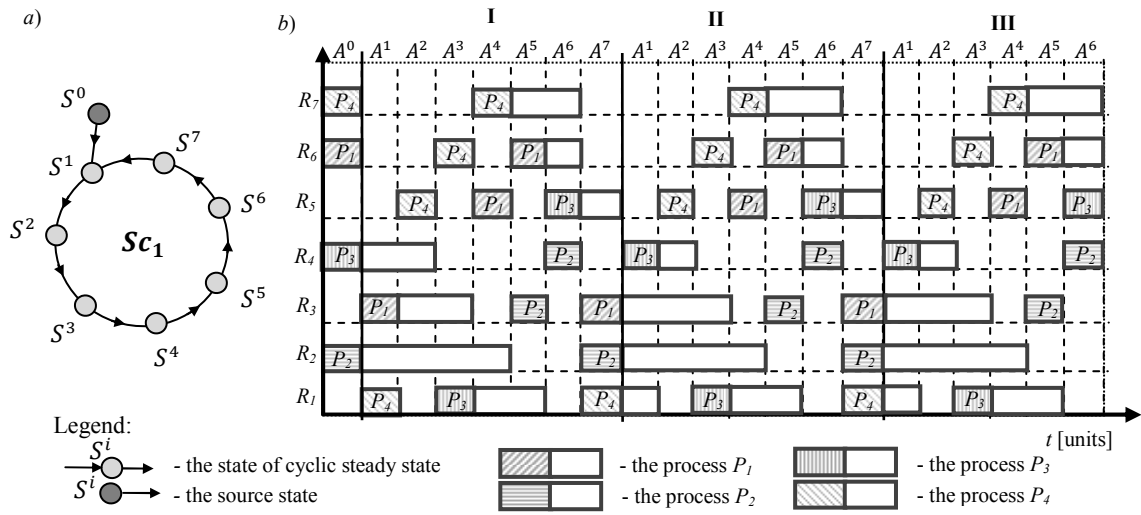 a) b) I II III
A⁰ A¹ A² A³ A⁴ A⁵ A⁶ A⁷ A¹ A² A³ A⁴ A⁵ A⁶ A⁷ A¹ A² A³ A⁴ A⁵ A⁶
S⁰
S⁷
S¹
S⁶
S²
Sc₁
S⁵
S³
S⁴
R₇ P₄ P₄ P₄ P₄
R₆ P₁ P₄ P₁ P₄ P₁ P₄ P₁
R₅ P₄ P₁ P₃ P₄ P₁ P₃ P₄ P₁ P₃
R₄ P₃ P₂ P₃ P₂ P₃ P₂
R₃ P₁ P₂ P₁ P₂ P₁ P₂
R₂ P₂ P₂ P₂
R₁ P₄ P₃ P₄ P₃ P₄ P₃
t [units]
Legend:
Sⁱ - the state of cyclic steady state
Sⁱ - the source state
- the process P₁
- the process P₂
- the process P₃
- the process P₄